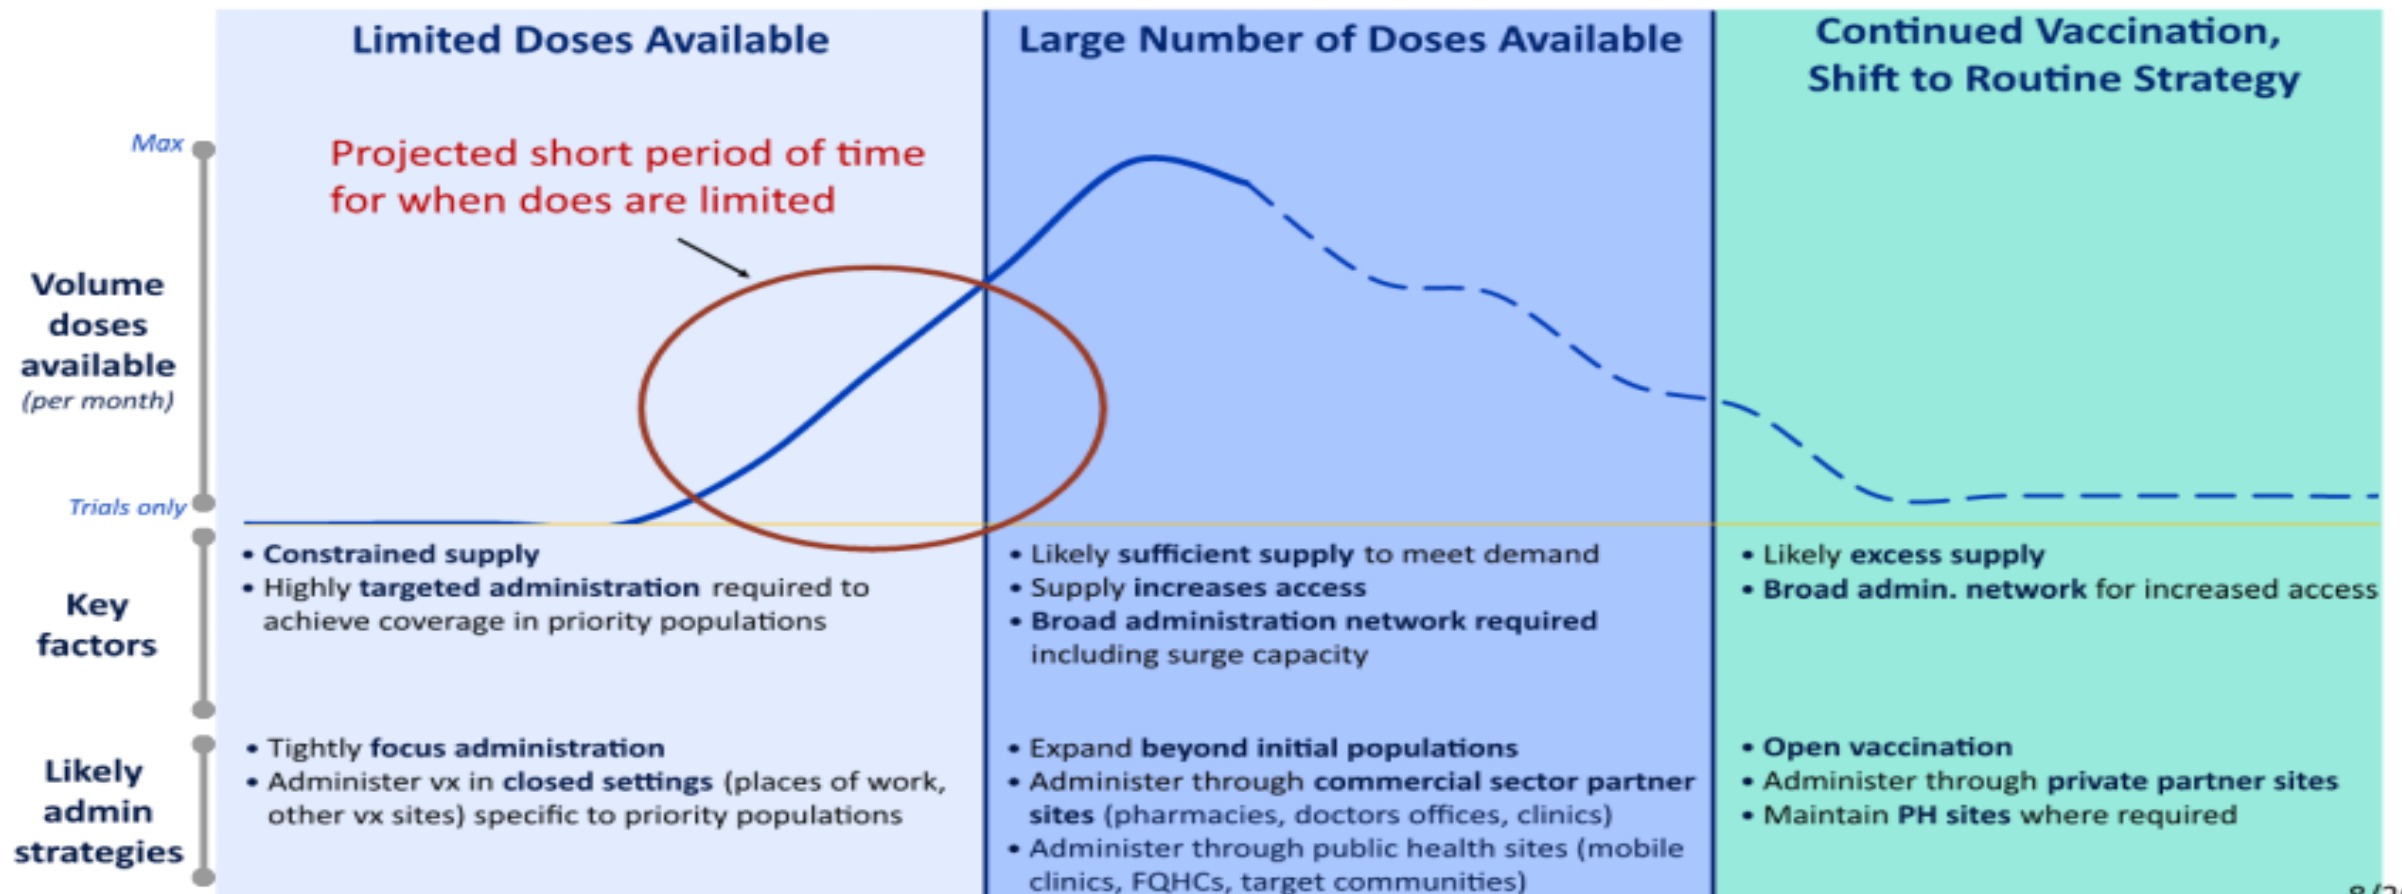 Limited Doses Available
Large Number of Doses Available
Continued Vaccination,
Shift to Routine Strategy
Max
Projected short period of time
for when does are limited
Volume
doses
available
(per month)
Trials only
Key
factors
• Constrained supply
• Highly targeted administration required to
achieve coverage in priority populations
• Likely sufficient supply to meet demand
• Supply increases access
• Broad administration network required
including surge capacity
• Likely excess supply
• Broad admin. network for increased access
Likely
admin
strategies
• Tightly focus administration
• Administer vx in closed settings (places of work,
other vx sites) specific to priority populations
• Expand beyond initial populations
• Administer through commercial sector partner
sites (pharmacies, doctors offices, clinics)
• Administer through public health sites (mobile
clinics, FQHCs, target communities)
• Open vaccination
• Administer through private partner sites
• Maintain PH sites where required